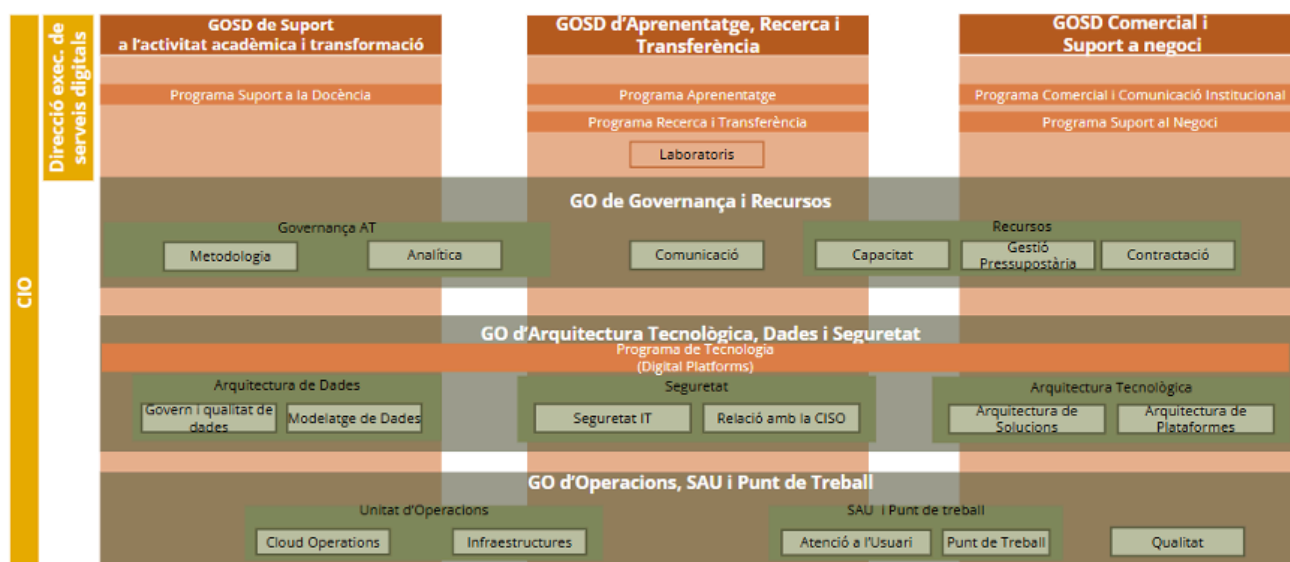 CIO
Direcció exec. de
serveis digitals
GOSD de Suport
a l'activitat acadèmica i transformació
GOSD d'Aprenentatge, Recerca i
Transferència
GOSD Comercial i
Suport a negoci
Programa Suport a la Docència
Programa Aprenentatge
Programa Comercial i Comunicació Institucional
Programa Recerca i Transferència
Programa Suport al Negoci
Laboratoris
GO de Governança i Recursos
Governança AT
Recursos
Metodologia
Analítica
Comunicació
Capacitat
Gestió
Pressupostària
Contractació
GO d'Arquitectura Tecnològica, Dades i Seguretat
Programa de Tecnologia
(Digital Platforms)
Arquitectura de Dades
Seguretat
Arquitectura Tecnològica
Govern i qualitat de
dades
Modelatge de Dades
Seguretat IT
Relació amb la CISO
Arquitectura de
Solucions
Arquitectura de
Plataformes
GO d'Operacions, SAU i Punt de Treball
Unitat d'Operacions
SAU i Punt de treball
Cloud Operations
Infraestructures
Atenció a l'Usuari
Punt de Treball
Qualitat